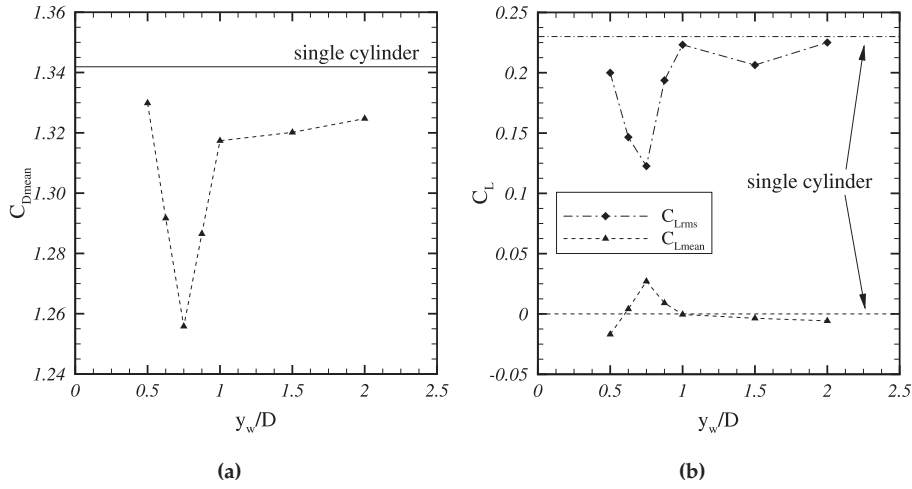 1.36
1.34
1.32
1.30
1.28
1.26
1.24
C_Dmean
single cylinder
0 0.5 1 1.5 2 2.5
y_w/D
(a)
0.25
0.2
0.15
0.1
0.05
0
-0.05
C_L
single cylinder
C_Lrms
C_Lmean
0 0.5 1 1.5 2 2.5
y_w/D
(b)